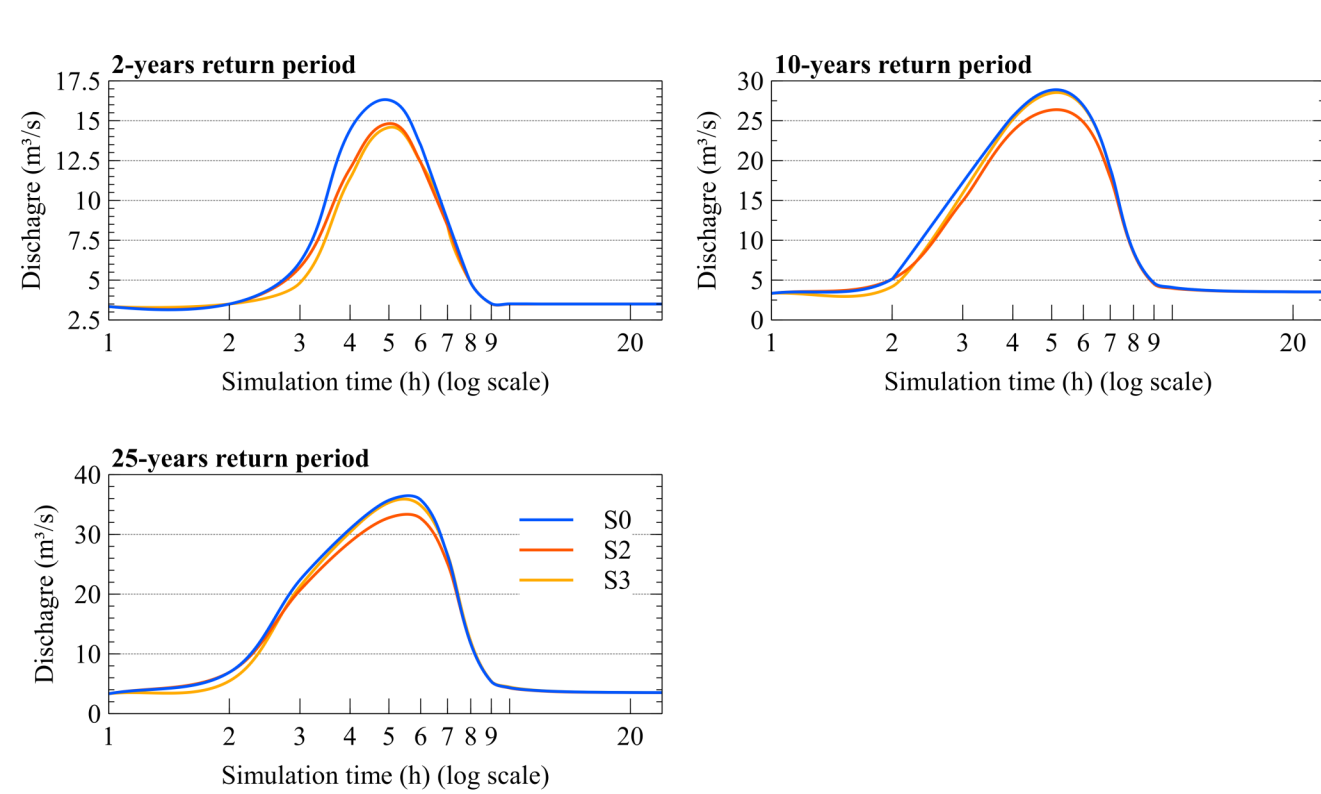 2-years return period
17.5
15
12.5
10
7.5
5
2.5
Dischagre (m³/s)
1 2 3 4 5 6 7 8 9 20
Simulation time (h) (log scale)
10-years return period
30
25
20
15
10
5
0
Dischagre (m³/s)
1 2 3 4 5 6 7 8 9 20
Simulation time (h) (log scale)
25-years return period
40
30
20
10
0
Dischagre (m³/s)
S0
S2
S3
1 2 3 4 5 6 7 8 9 20
Simulation time (h) (log scale)